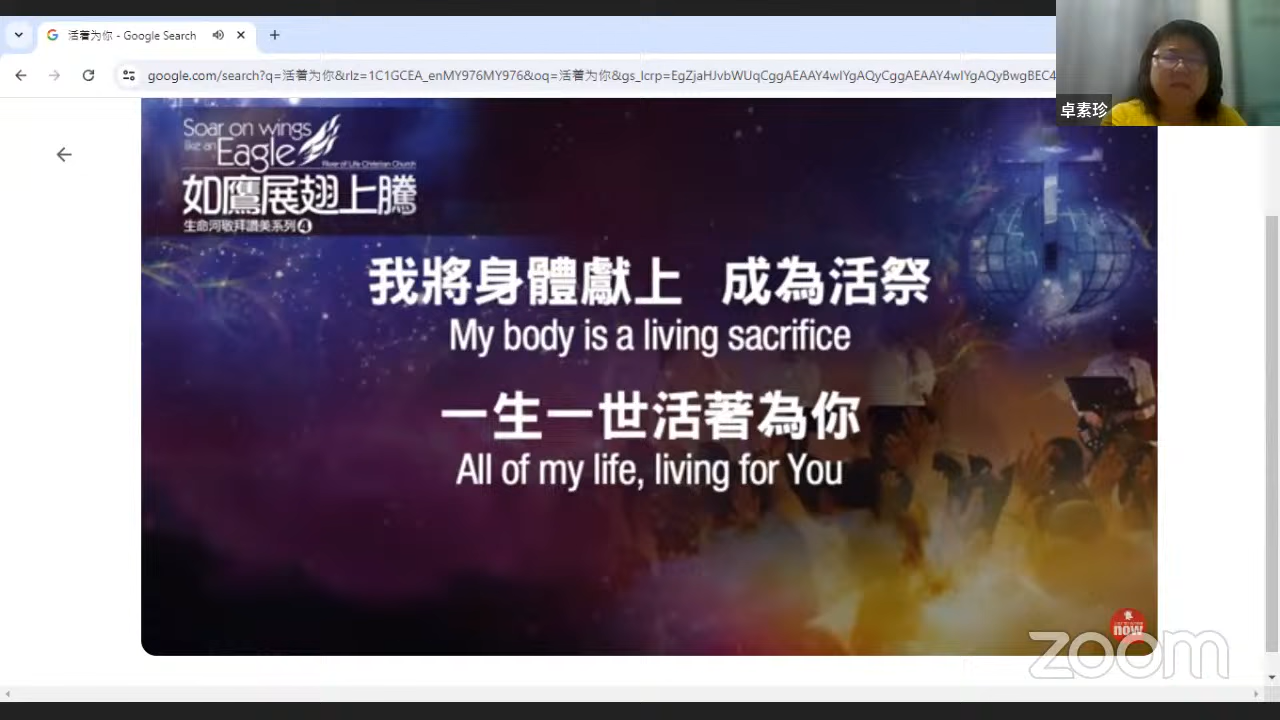 活着为你 - Google Search
google.com/search?q=活着为你&rlz=1C1GCEA_enMY976MY976&oq=活着为你&gs_lcrp=EgZjaHJvbWUqCggAEAAY4wIYgAQyCggAEAAY4wIYgAQyBwgBEC4
卓素珍
Soar on wings
like an
Eagle
River of Life Christian Church
如鷹展翅上騰
生命河敬拜讚美系列4
我將身體獻上 成為活祭
My body is a living sacrifice
一生一世活著為你
All of my life, living for You
now
zoom